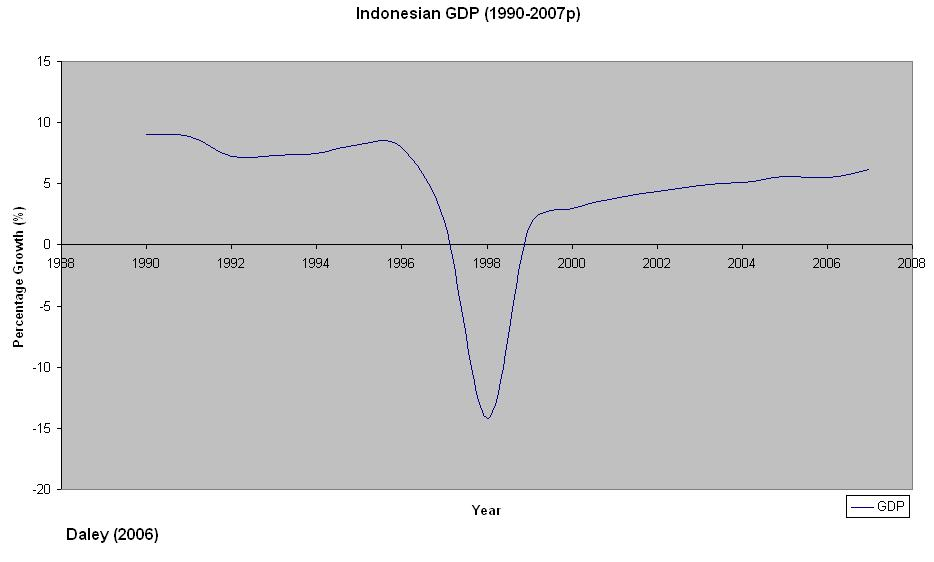 Indonesian GDP (1990-2007p)
15
10
5
0
-5
-10
-15
-20
1988 1990 1992 1994 1996 1998 2000 2002 2004 2006 2008
Percentage Growth (%)
Year
GDP
Daley (2006)